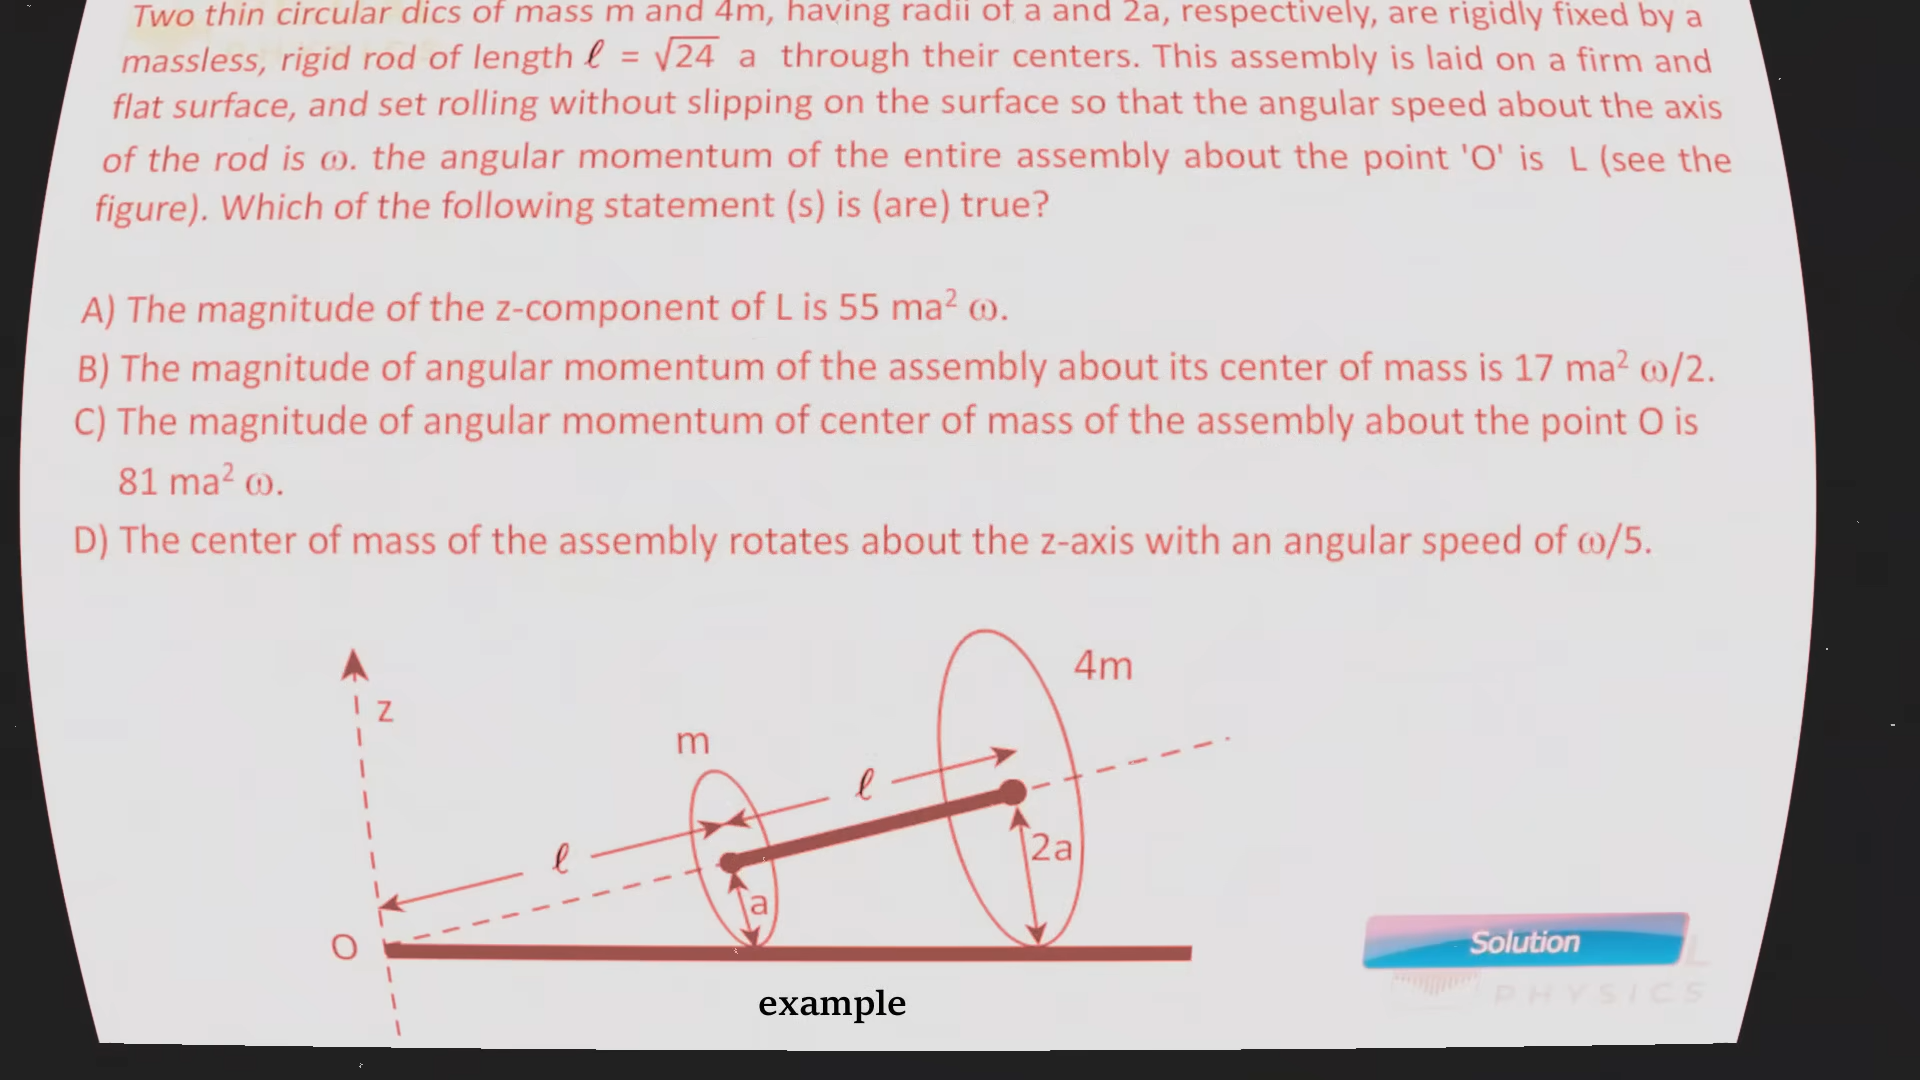 Two thin circular dics of mass m and 4m, having radii of a and 2a, respectively, are rigidly fixed by a
massless, rigid rod of length ℓ = √24 a through their centers. This assembly is laid on a firm and
flat surface, and set rolling without slipping on the surface so that the angular speed about the axis
of the rod is ω. the angular momentum of the entire assembly about the point 'O' is L (see the
figure). Which of the following statement (s) is (are) true?
A) The magnitude of the z-component of L is 55 ma² ω.
B) The magnitude of angular momentum of the assembly about its center of mass is 17 ma² ω/2.
C) The magnitude of angular momentum of center of mass of the assembly about the point O is
81 ma² ω.
D) The center of mass of the assembly rotates about the z-axis with an angular speed of ω/5.
4m
z
m
ℓ
2a
ℓ
a
O
Solution
PHYSICS
example